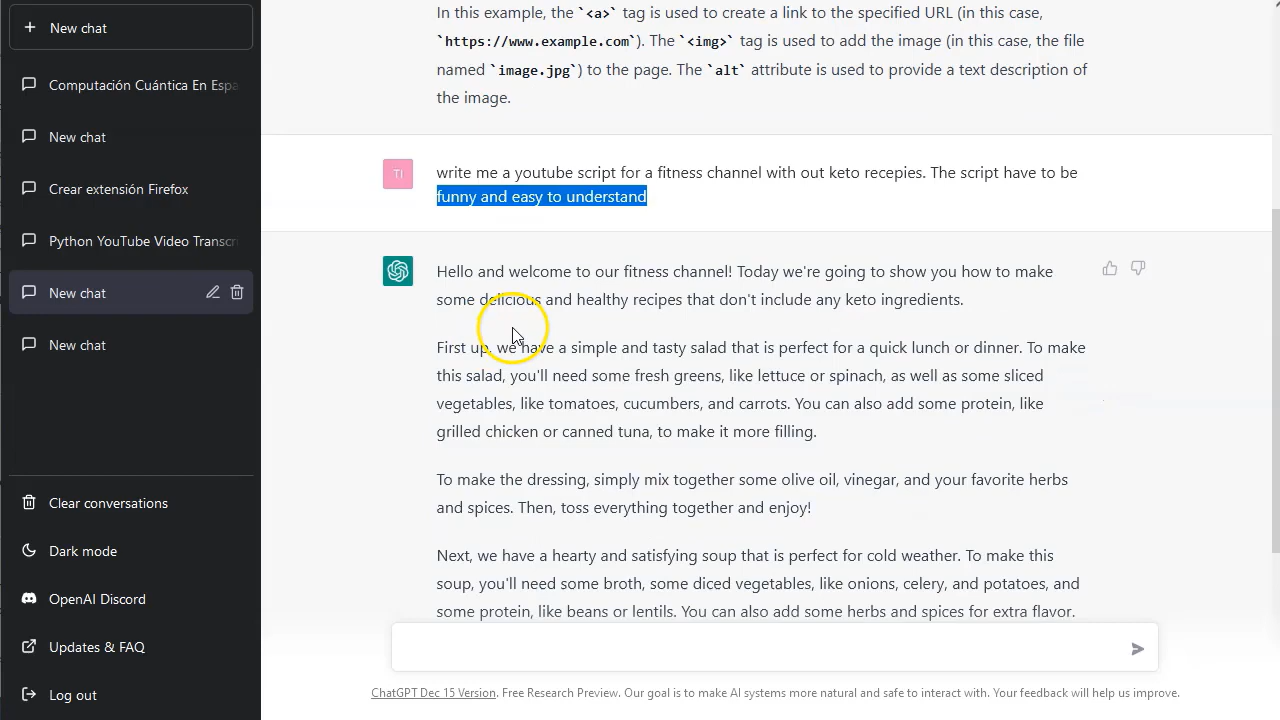 New chat
Computación Cuántica En Espa
New chat
Crear extensión Firefox
Python YouTube Video Transcri
New chat
New chat
Clear conversations
Dark mode
OpenAI Discord
Updates & FAQ
Log out
In this example, the `<a>` tag is used to create a link to the specified URL (in this case,
`https://www.example.com`). The `<img>` tag is used to add the image (in this case, the file
named `image.jpg`) to the page. The `alt` attribute is used to provide a text description of
the image.
TI
write me a youtube script for a fitness channel with out keto recepies. The script have to be
funny and easy to understand
Hello and welcome to our fitness channel! Today we're going to show you how to make
some delicious and healthy recipes that don't include any keto ingredients.
First up, we have a simple and tasty salad that is perfect for a quick lunch or dinner. To make
this salad, you'll need some fresh greens, like lettuce or spinach, as well as some sliced
vegetables, like tomatoes, cucumbers, and carrots. You can also add some protein, like
grilled chicken or canned tuna, to make it more filling.
To make the dressing, simply mix together some olive oil, vinegar, and your favorite herbs
and spices. Then, toss everything together and enjoy!
Next, we have a hearty and satisfying soup that is perfect for cold weather. To make this
soup, you'll need some broth, some diced vegetables, like onions, celery, and potatoes, and
some protein, like beans or lentils. You can also add some herbs and spices for extra flavor.
ChatGPT Dec 15 Version. Free Research Preview. Our goal is to make AI systems more natural and safe to interact with. Your feedback will help us improve.